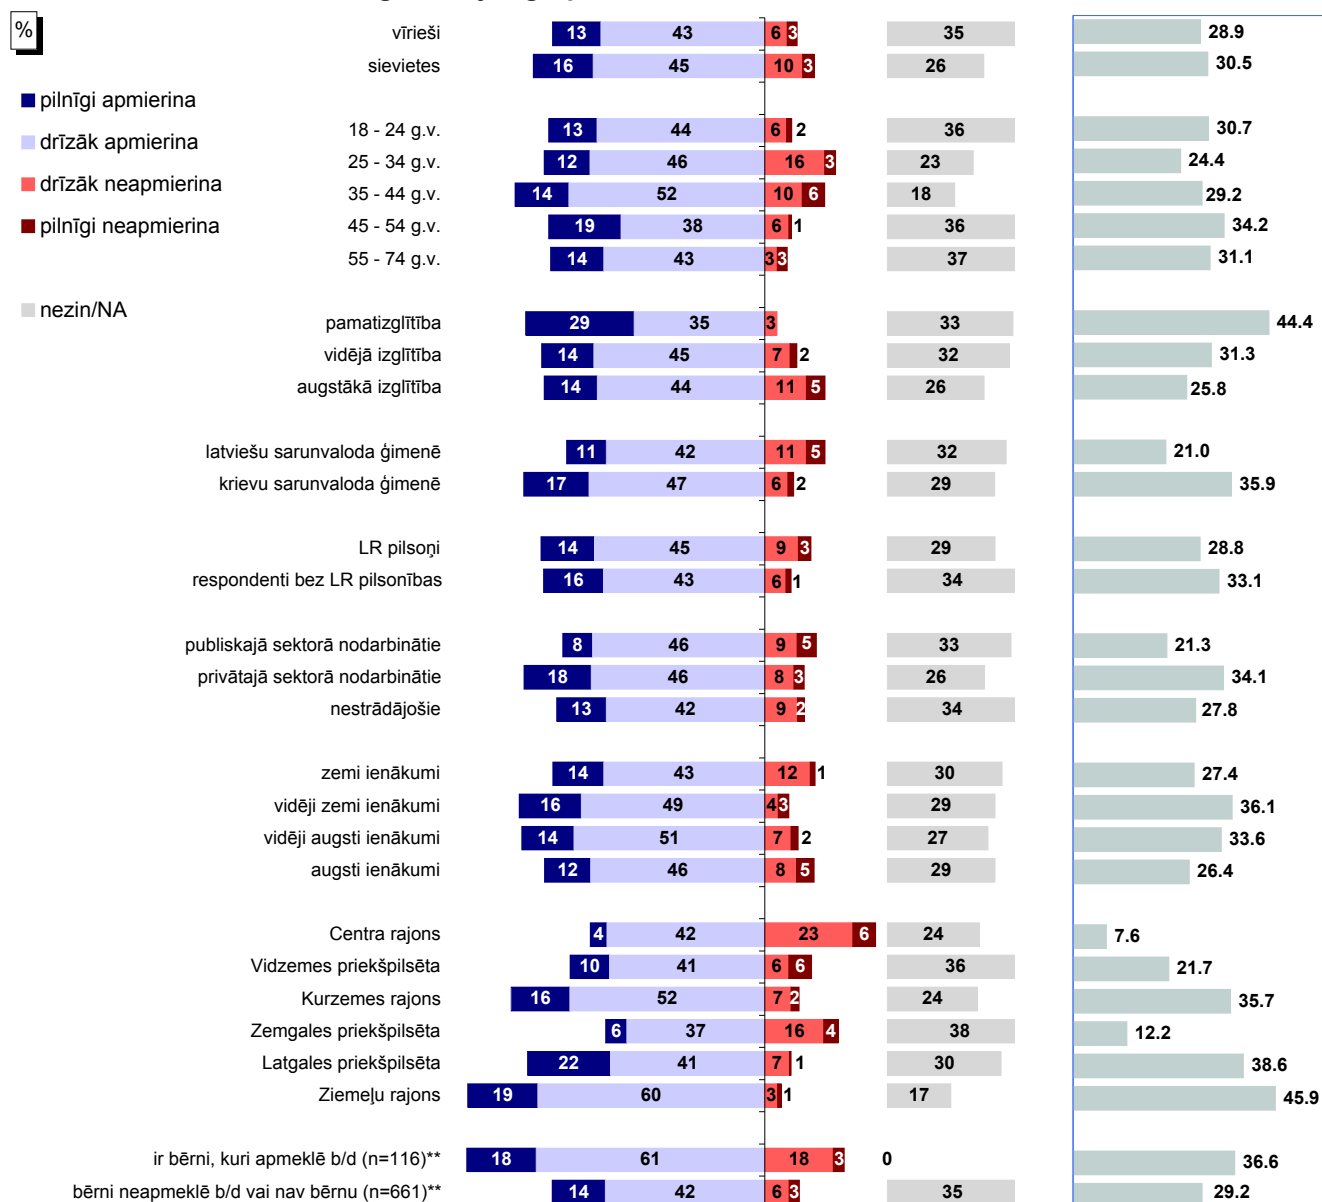 %
pilnīgi apmierina
drīzāk apmierina
drīzāk neapmierina
pilnīgi neapmierina
nezin/NA
vīrieši 13 43 6 3 35 28.9
sievietes 16 45 10 3 26 30.5
18 - 24 g.v. 13 44 6 2 36 30.7
25 - 34 g.v. 12 46 16 3 23 24.4
35 - 44 g.v. 14 52 10 6 18 29.2
45 - 54 g.v. 19 38 6 1 36 34.2
55 - 74 g.v. 14 43 3 3 37 31.1
pamatizglītība 29 35 3 33 44.4
vidējā izglītība 14 45 7 2 32 31.3
augstākā izglītība 14 44 11 5 26 25.8
latviešu sarunvaloda ģimenē 11 42 11 5 32 21.0
krievu sarunvaloda ģimenē 17 47 6 2 29 35.9
LR pilsoņi 14 45 9 3 29 28.8
respondenti bez LR pilsonības 16 43 6 1 34 33.1
publiskajā sektorā nodarbinātie 8 46 9 5 33 21.3
privātajā sektorā nodarbinātie 18 46 8 3 26 34.1
nestrādājošie 13 42 9 2 34 27.8
zemi ienākumi 14 43 12 1 30 27.4
vidēji zemi ienākumi 16 49 4 3 29 36.1
vidēji augsti ienākumi 14 51 7 2 27 33.6
augsti ienākumi 12 46 8 5 29 26.4
Centra rajons 4 42 23 6 24 7.6
Vidzemes priekšpilsēta 10 41 6 6 36 21.7
Kurzemes rajons 16 52 7 2 24 35.7
Zemgales priekšpilsēta 6 37 16 4 38 12.2
Latgales priekšpilsēta 22 41 7 1 30 38.6
Ziemeļu rajons 19 60 3 1 17 45.9
ir bērni, kuri apmeklē b/d (n=116)** 18 61 18 3 0 36.6
bērni neapmeklē b/d vai nav bērnu (n=661)** 14 42 6 3 35 29.2